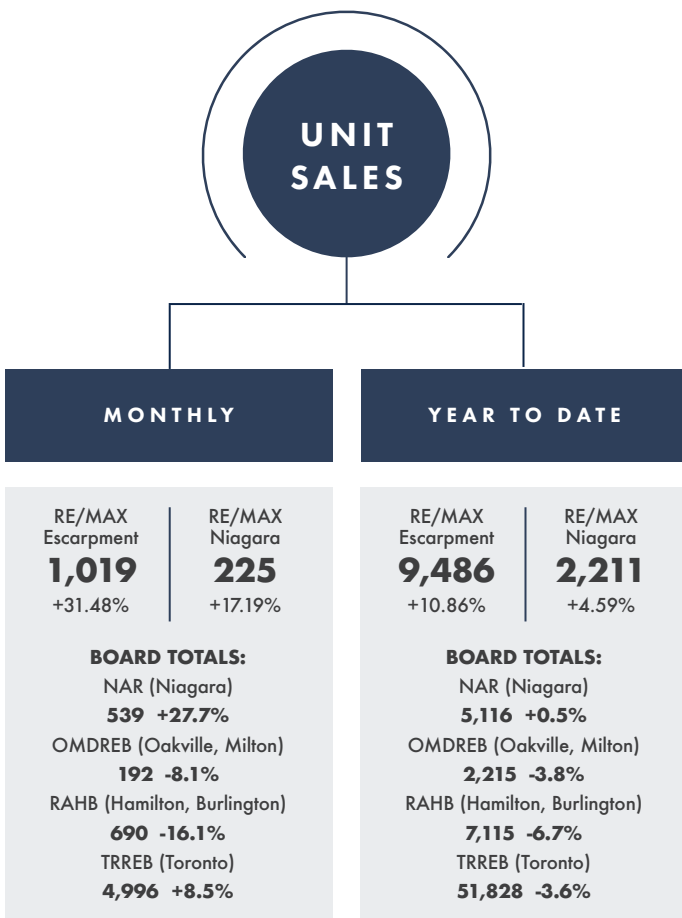 UNIT
SALES
MONTHLY
RE/MAX
Escarpment
1,019
+31.48%
RE/MAX
Niagara
225
+17.19%
BOARD TOTALS:
NAR (Niagara)
539 +27.7%
OMDREB (Oakville, Milton)
192 -8.1%
RAHB (Hamilton, Burlington)
690 -16.1%
TRREB (Toronto)
4,996 +8.5%
YEAR TO DATE
RE/MAX
Escarpment
9,486
+10.86%
RE/MAX
Niagara
2,211
+4.59%
BOARD TOTALS:
NAR (Niagara)
5,116 +0.5%
OMDREB (Oakville, Milton)
2,215 -3.8%
RAHB (Hamilton, Burlington)
7,115 -6.7%
TRREB (Toronto)
51,828 -3.6%